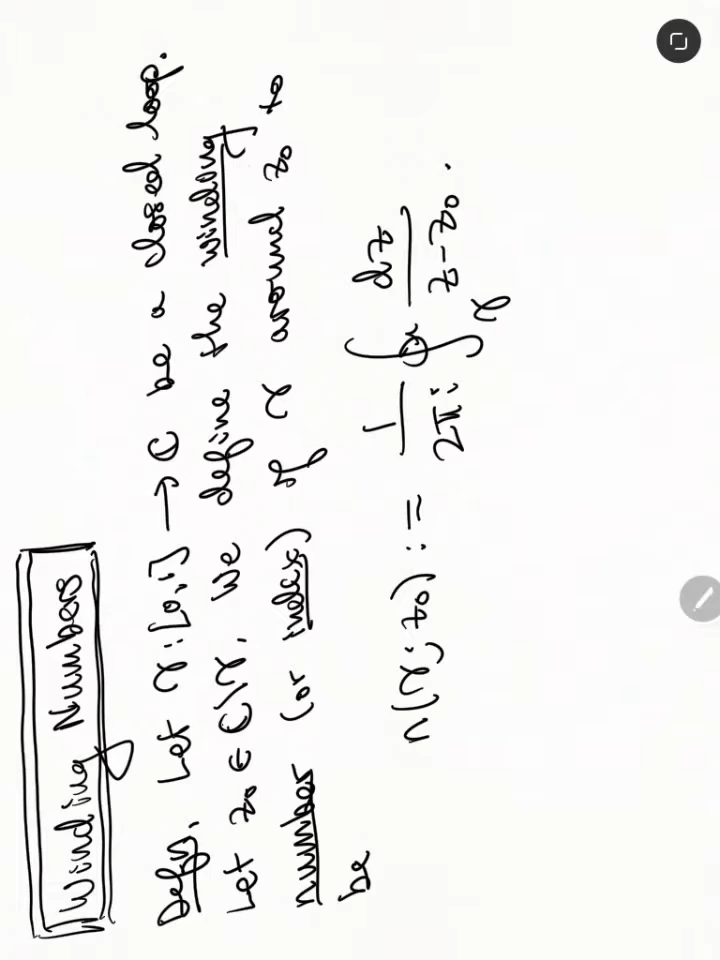 Winding Numbers
Defn. Let γ:[0,1] → ℂ be a closed loop.
Let z₀ ∈ ℂ\γ. We define the winding
number (or index) of γ around z₀ to
be
n(γ; z₀) := 1/2πi ∮_γ dz/z-z₀.